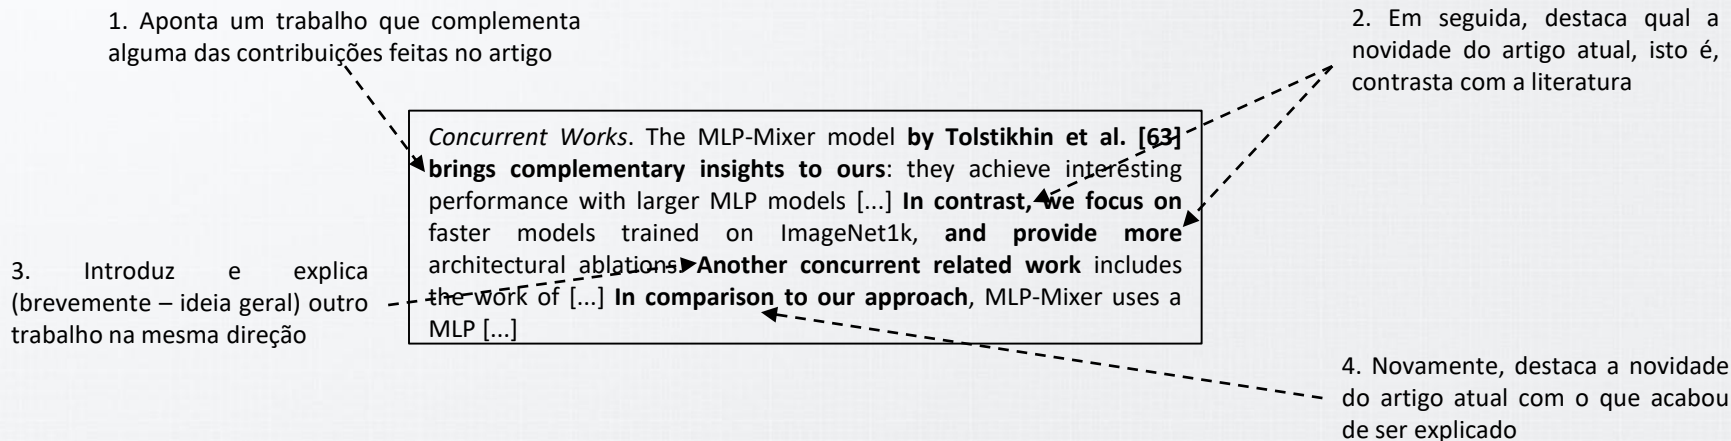 1. Aponta um trabalho que complementa
alguma das contribuições feitas no artigo
2. Em seguida, destaca qual a
novidade do artigo atual, isto é,
contrasta com a literatura
Concurrent Works. The MLP-Mixer model by Tolstikhin et al. [63]
brings complementary insights to ours: they achieve interesting
performance with larger MLP models [...] In contrast, we focus on
faster models trained on ImageNet1k, and provide more
architectural ablations. Another concurrent related work includes
the work of [...] In comparison to our approach, MLP-Mixer uses a
MLP [...]
3. Introduz e explica
(brevemente – ideia geral) outro
trabalho na mesma direção
4. Novamente, destaca a novidade
do artigo atual com o que acabou
de ser explicado